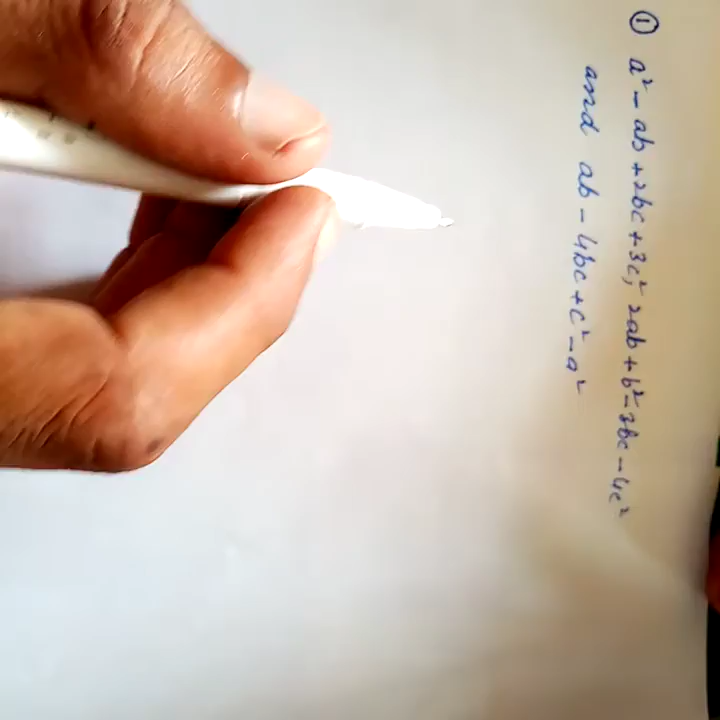 ① a² - ab + 2bc + 3c², 2ab + b² - 3bc - 4c²
and ab - 4bc + c² - a²